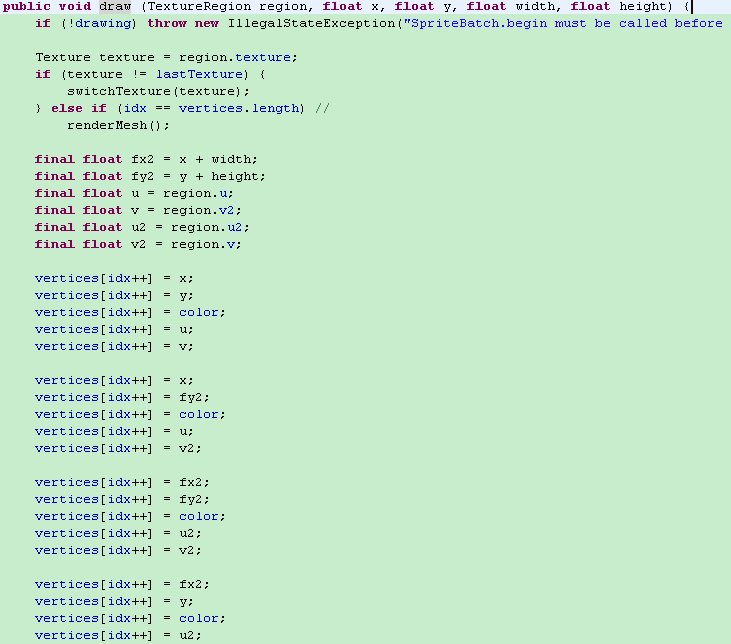 public void draw (TextureRegion region, float x, float y, float width, float height) {
if (!drawing) throw new IllegalStateException("SpriteBatch.begin must be called before
Texture texture = region.texture;
if (texture != lastTexture) {
switchTexture(texture);
} else if (idx == vertices.length) //
renderMesh();
final float fx2 = x + width;
final float fy2 = y + height;
final float u = region.u;
final float v = region.v2;
final float u2 = region.u2;
final float v2 = region.v;
vertices[idx++] = x;
vertices[idx++] = y;
vertices[idx++] = color;
vertices[idx++] = u;
vertices[idx++] = v;
vertices[idx++] = x;
vertices[idx++] = fy2;
vertices[idx++] = color;
vertices[idx++] = u;
vertices[idx++] = v2;
vertices[idx++] = fx2;
vertices[idx++] = fy2;
vertices[idx++] = color;
vertices[idx++] = u2;
vertices[idx++] = v2;
vertices[idx++] = fx2;
vertices[idx++] = y;
vertices[idx++] = color;
vertices[idx++] = u2;